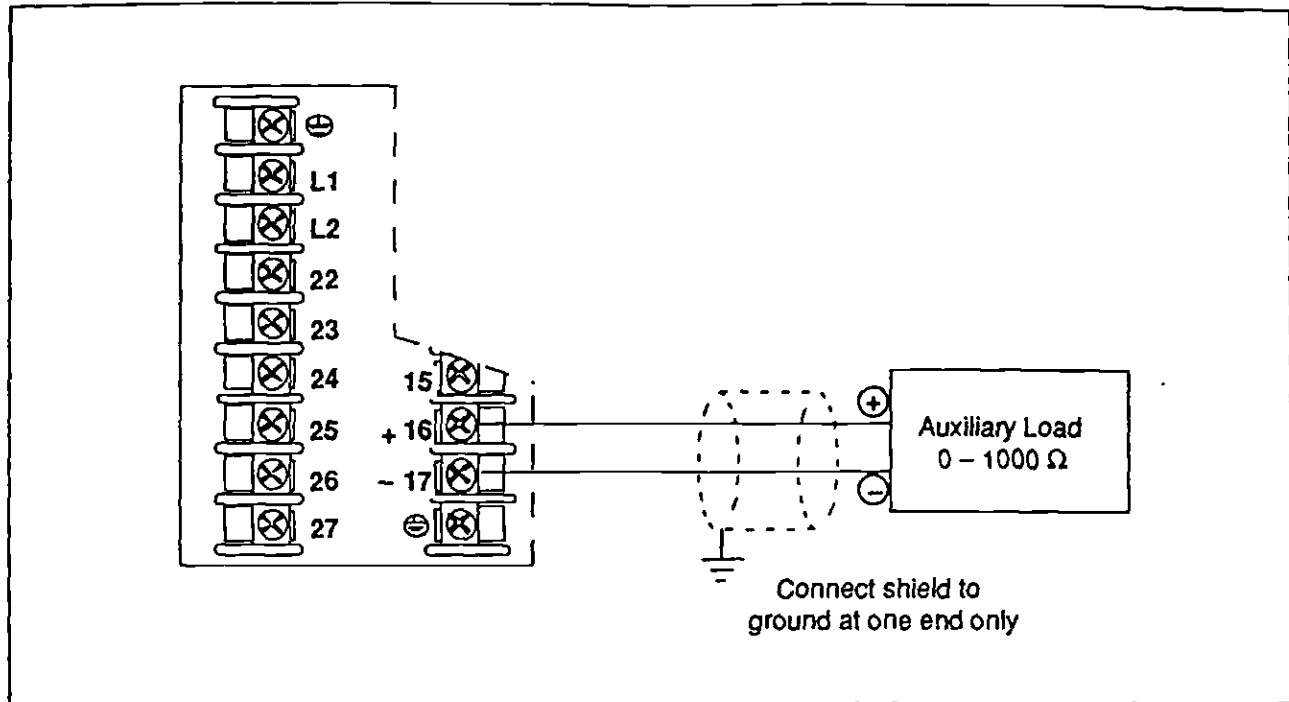 L1
L2
22
23
24
25
26
27
15
+ 16
− 17
+
−
Auxiliary Load
0 – 1000 Ω
Connect shield to
ground at one end only